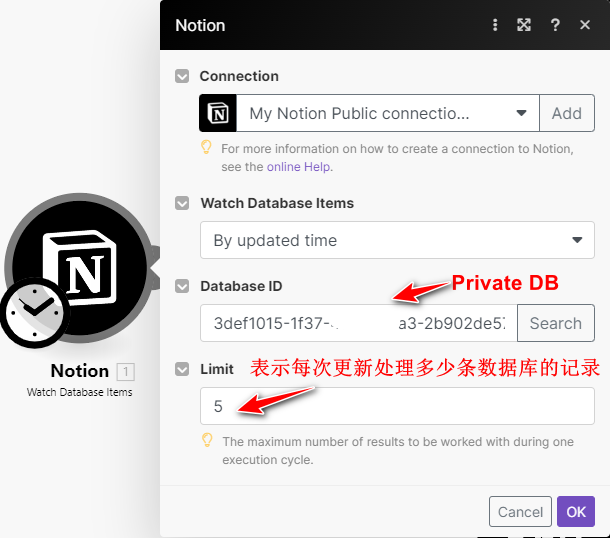 Notion
Connection
My Notion Public connectio...
Add
For more information on how to create a connection to Notion,
see the online Help.
Watch Database Items
By updated time
Database ID
Private DB
3def1015-1f37- a3-2b902de57
Search
Limit
表示每次更新处理多少条数据库的记录
5
The maximum number of results to be worked with during one
execution cycle.
Cancel
OK
N
Notion 1
Watch Database Items